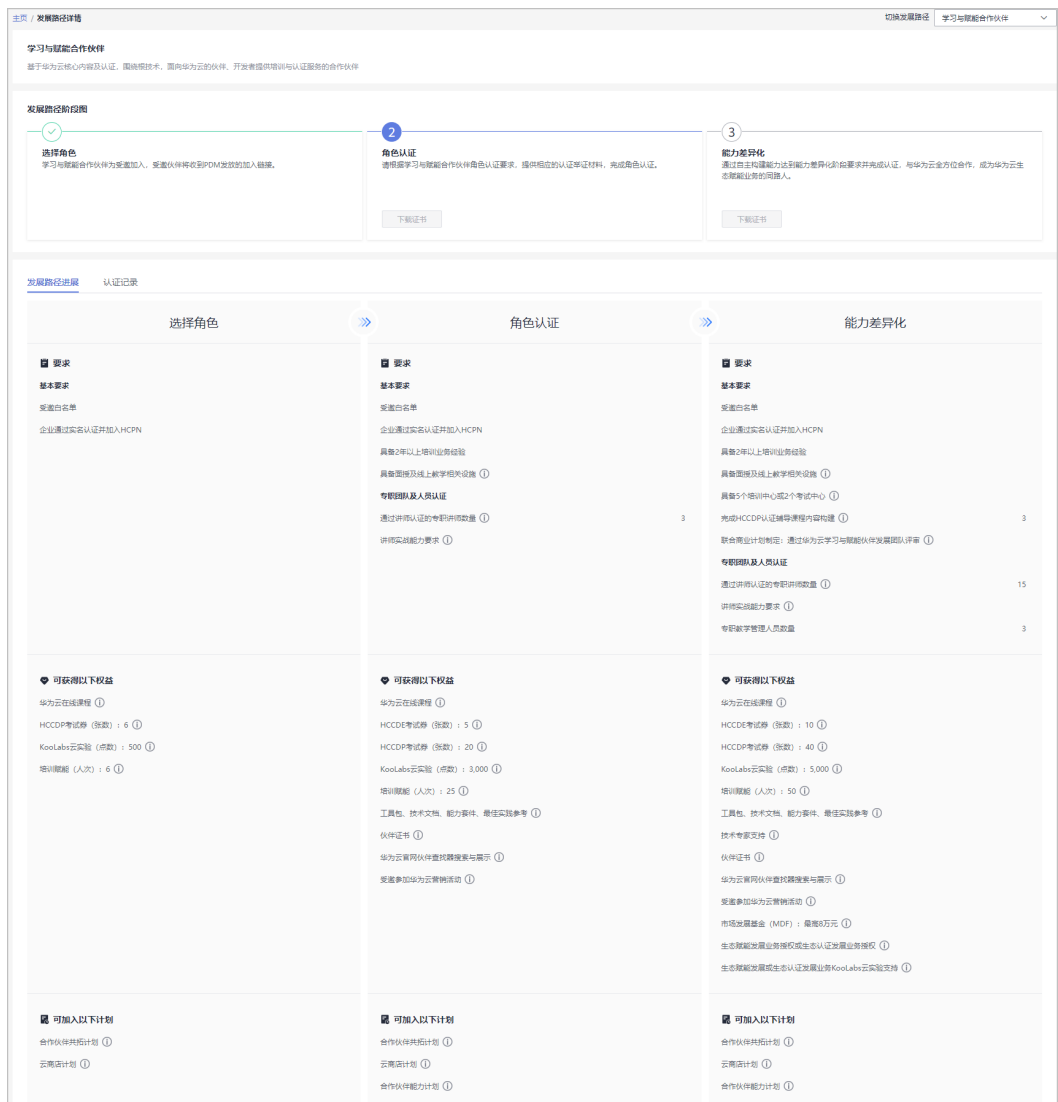 主页 / 发展路径详情
切换发展路径 学习与赋能合作伙伴
学习与赋能合作伙伴
基于华为云核心内容及认证，围绕根技术，面向华为云的伙伴、开发者提供培训与认证服务的合作伙伴
发展路径阶段图
选择角色
学习与赋能合作伙伴为受邀加入，受邀伙伴将收到PDM发放的加入链接。
2
角色认证
请根据学习与赋能合作伙伴角色认证要求，提供相应的认证举证材料，完成角色认证。
下载证书
3
能力差异化
通过自主构建能力达到能力差异化阶段要求并完成认证，与华为云全方位合作，成为华为云生
态赋能业务的同路人。
下载证书
发展路径进展 认证记录
选择角色
要求
基本要求
受邀白名单
企业通过实名认证并加入HCPN
可获得以下权益
华为云在线课程
HCCDP考试券（张数）: 6
KooLabs云实验（点数）: 500
培训赋能（人次）: 6
可加入以下计划
合作伙伴共拓计划
云商店计划
角色认证
要求
基本要求
受邀白名单
企业通过实名认证并加入HCPN
具备2年以上培训业务经验
具备面授及线上教学相关设施
专职团队及人员认证
通过讲师认证的专职讲师数量 3
讲师实战能力要求
可获得以下权益
华为云在线课程
HCCDE考试券（张数）: 5
HCCDP考试券（张数）: 20
KooLabs云实验（点数）: 3,000
培训赋能（人次）: 25
工具包、技术文档、能力套件、最佳实践参考
伙伴证书
华为云官网伙伴查找器搜索与展示
受邀参加华为云营销活动
可加入以下计划
合作伙伴共拓计划
云商店计划
合作伙伴能力计划
能力差异化
要求
基本要求
受邀白名单
企业通过实名认证并加入HCPN
具备2年以上培训业务经验
具备面授及线上教学相关设施
具备5个培训中心或2个考试中心
完成HCCDP认证辅导课程内容构建 3
联合商业计划制定：通过华为云学习与赋能伙伴发展团队评审
专职团队及人员认证
通过讲师认证的专职讲师数量 15
讲师实战能力要求
专职教学管理人员数量 3
可获得以下权益
华为云在线课程
HCCDE考试券（张数）: 10
HCCDP考试券（张数）: 40
KooLabs云实验（点数）: 5,000
培训赋能（人次）: 50
工具包、技术文档、能力套件、最佳实践参考
技术专家支持
伙伴证书
华为云官网伙伴查找器搜索与展示
受邀参加华为云营销活动
市场发展基金（MDF）: 最高8万元
生态赋能发展业务授权或生态认证发展业务授权
生态赋能发展或生态认证发展业务KooLabs云实验支持
可加入以下计划
合作伙伴共拓计划
云商店计划
合作伙伴能力计划